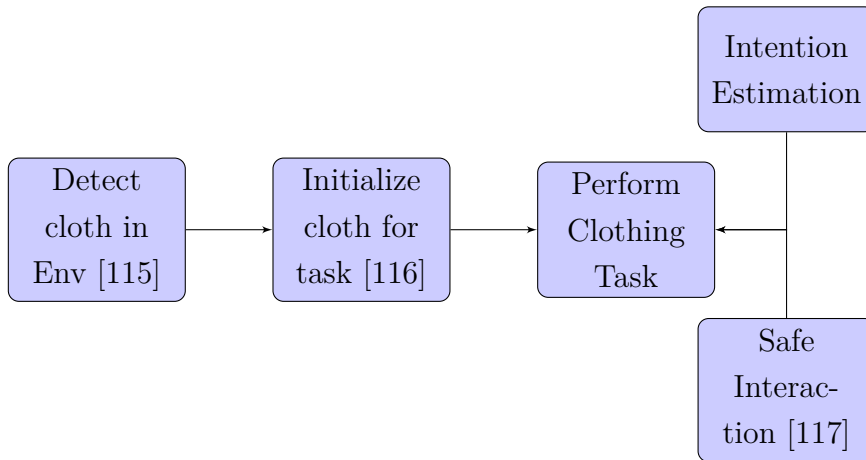 Detect
cloth in
Env [115]
Initialize
cloth for
task [116]
Perform
Clothing
Task
Intention
Estimation
Safe
Interac-
tion [117]